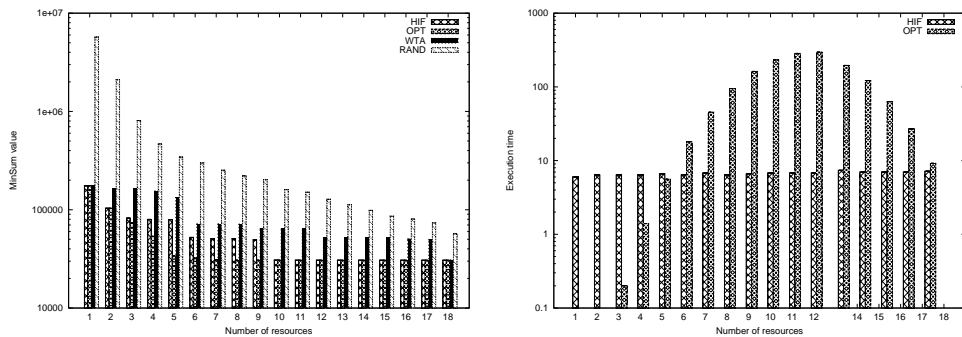 1e+07
1e+06
100000
10000
MinSum value
HIF
OPT
WTA
RAND
1 2 3 4 5 6 7 8 9 10 11 12 13 14 15 16 17 18
Number of resources
1000
100
10
1
0.1
Execution time
HIF
OPT
1 2 3 4 5 6 7 8 9 10 11 12 14 15 16 17 18
Number of resources